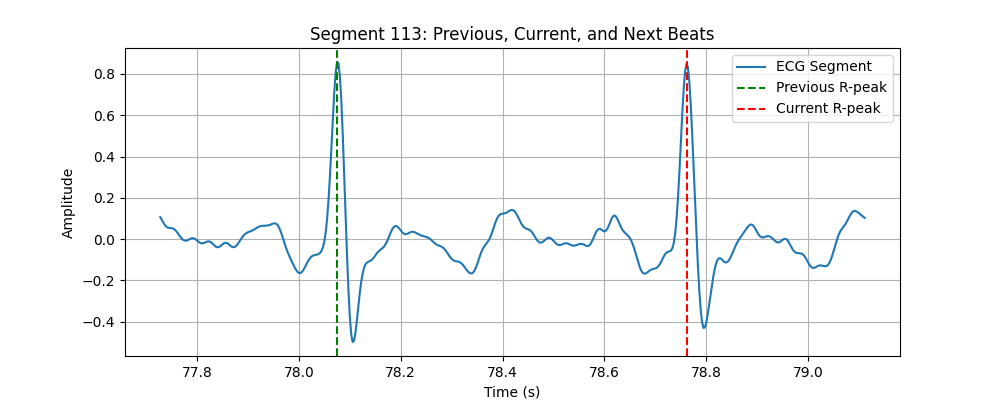 Segment 113: Previous, Current, and Next Beats
ECG Segment
Previous R-peak
Current R-peak
Amplitude
0.8
0.6
0.4
0.2
0.0
−0.2
−0.4
77.8 78.0 78.2 78.4 78.6 78.8 79.0
Time (s)